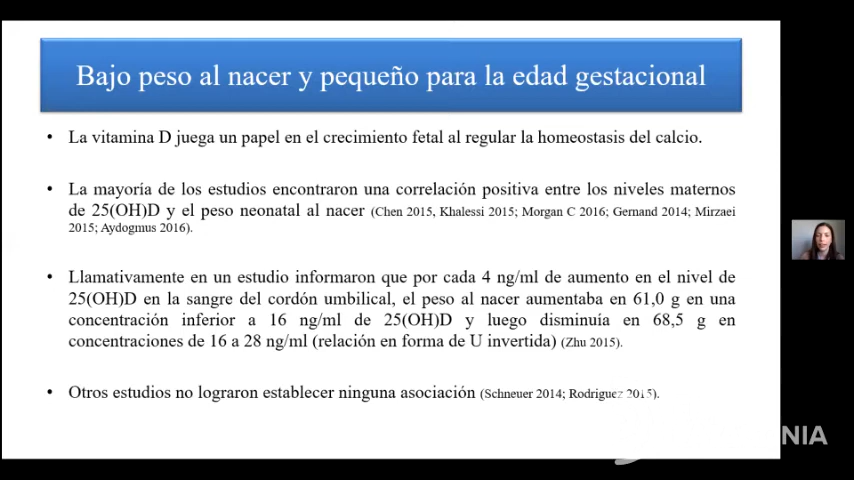 Bajo peso al nacer y pequeño para la edad gestacional
• La vitamina D juega un papel en el crecimiento fetal al regular la homeostasis del calcio.
• La mayoría de los estudios encontraron una correlación positiva entre los niveles maternos
de 25(OH)D y el peso neonatal al nacer (Chen 2015, Khalessi 2015; Morgan C 2016; Gernand 2014; Mirzaei
2015; Aydogmus 2016).
• Llamativamente en un estudio informaron que por cada 4 ng/ml de aumento en el nivel de
25(OH)D en la sangre del cordón umbilical, el peso al nacer aumentaba en 61,0 g en una
concentración inferior a 16 ng/ml de 25(OH)D y luego disminuía en 68,5 g en
concentraciones de 16 a 28 ng/ml (relación en forma de U invertida) (Zhu 2015).
• Otros estudios no lograron establecer ninguna asociación (Schneuer 2014; Rodriguez 2015).
NIA